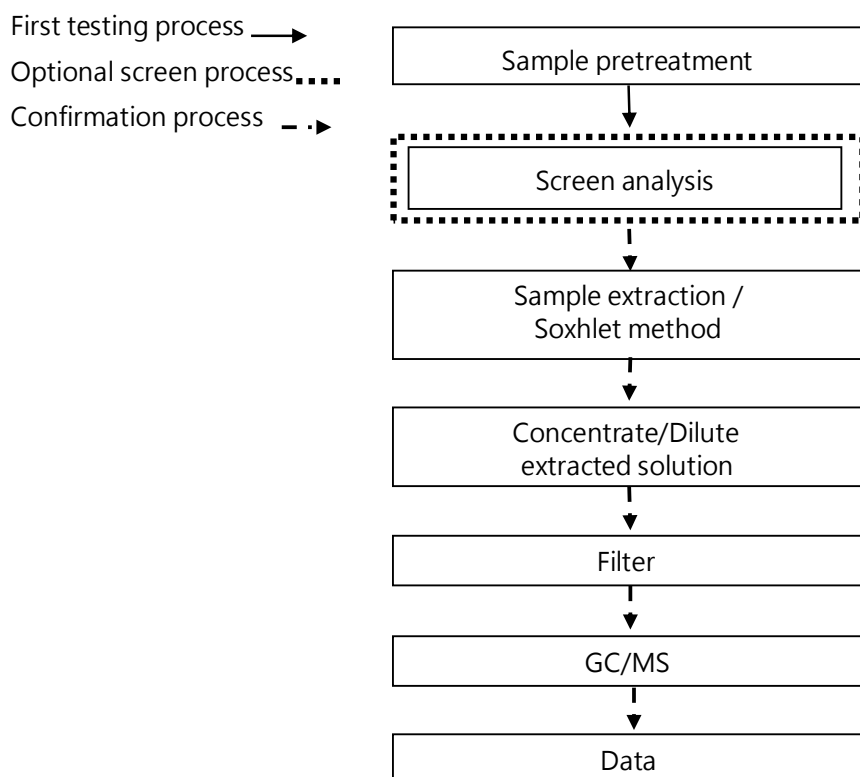 First testing process
Optional screen process
Confirmation process
Sample pretreatment
Screen analysis
Sample extraction /
Soxhlet method
Concentrate/Dilute
extracted solution
Filter
GC/MS
Data